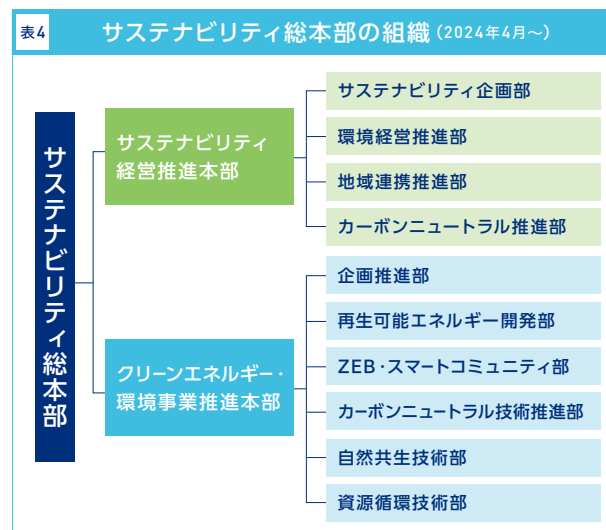 表4
サステナビリティ総本部の組織（2024年4月～）
サステナビリティ総本部
サステナビリティ
経営推進本部
サステナビリティ企画部
環境経営推進部
地域連携推進部
カーボンニュートラル推進部
クリーンエネルギー・
環境事業推進本部
企画推進部
再生可能エネルギー開発部
ZEB・スマートコミュニティ部
カーボンニュートラル技術推進部
自然共生技術部
資源循環技術部